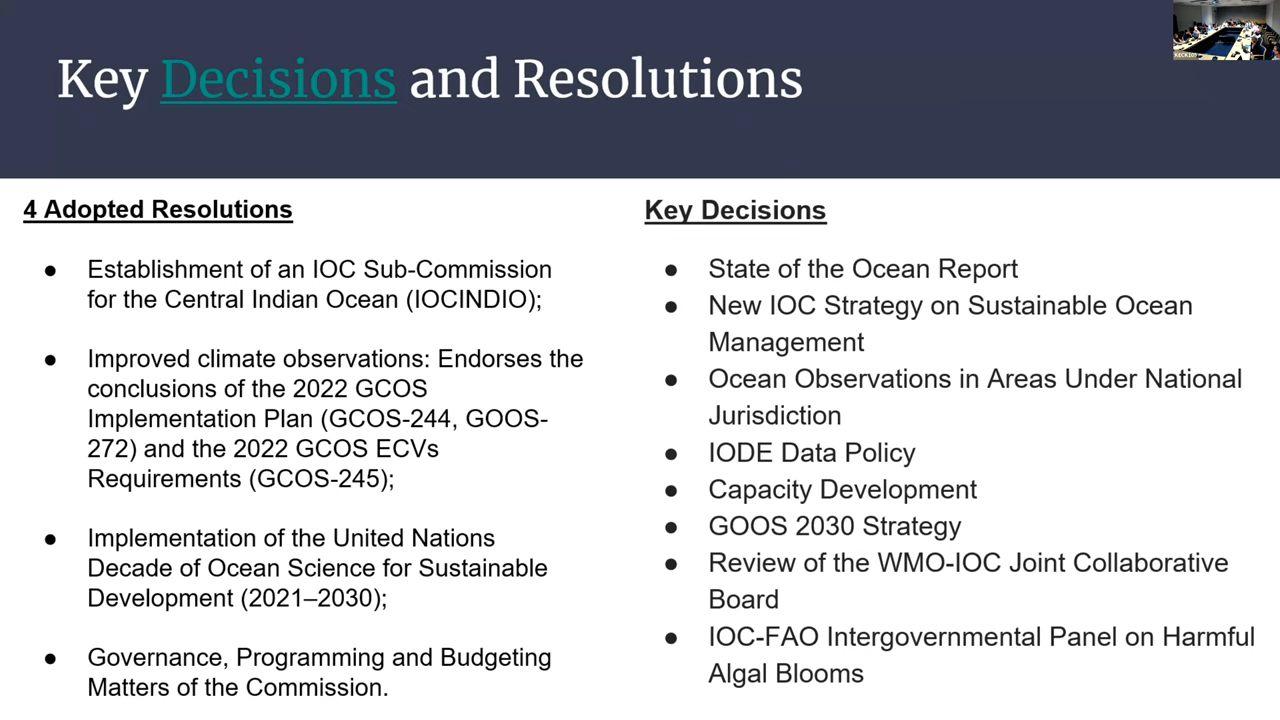 Key Decisions and Resolutions
4 Adopted Resolutions
● Establishment of an IOC Sub-Commission
for the Central Indian Ocean (IOCINDIO);
● Improved climate observations: Endorses the
conclusions of the 2022 GCOS
Implementation Plan (GCOS-244, GOOS-
272) and the 2022 GCOS ECVs
Requirements (GCOS-245);
● Implementation of the United Nations
Decade of Ocean Science for Sustainable
Development (2021–2030);
● Governance, Programming and Budgeting
Matters of the Commission.
Key Decisions
● State of the Ocean Report
● New IOC Strategy on Sustainable Ocean
Management
● Ocean Observations in Areas Under National
Jurisdiction
● IODE Data Policy
● Capacity Development
● GOOS 2030 Strategy
● Review of the WMO-IOC Joint Collaborative
Board
● IOC-FAO Intergovernmental Panel on Harmful
Algal Blooms